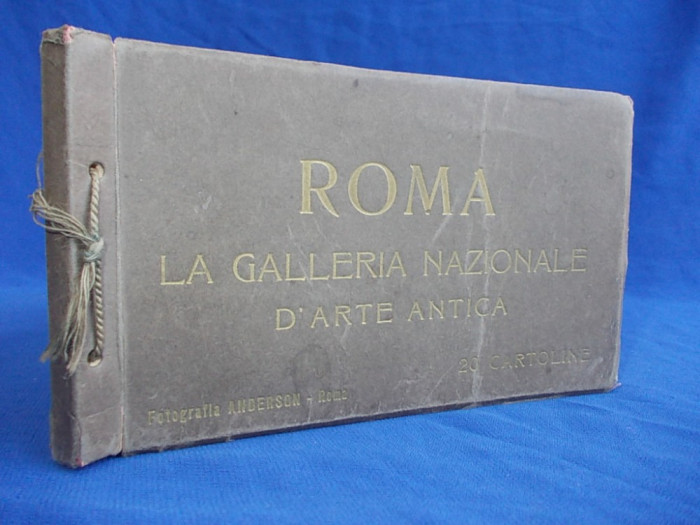 ROMA
LA GALLERIA NAZIONALE
D'ARTE ANTICA
20 CARTOLINE
Fotografia ANDERSON - Roma